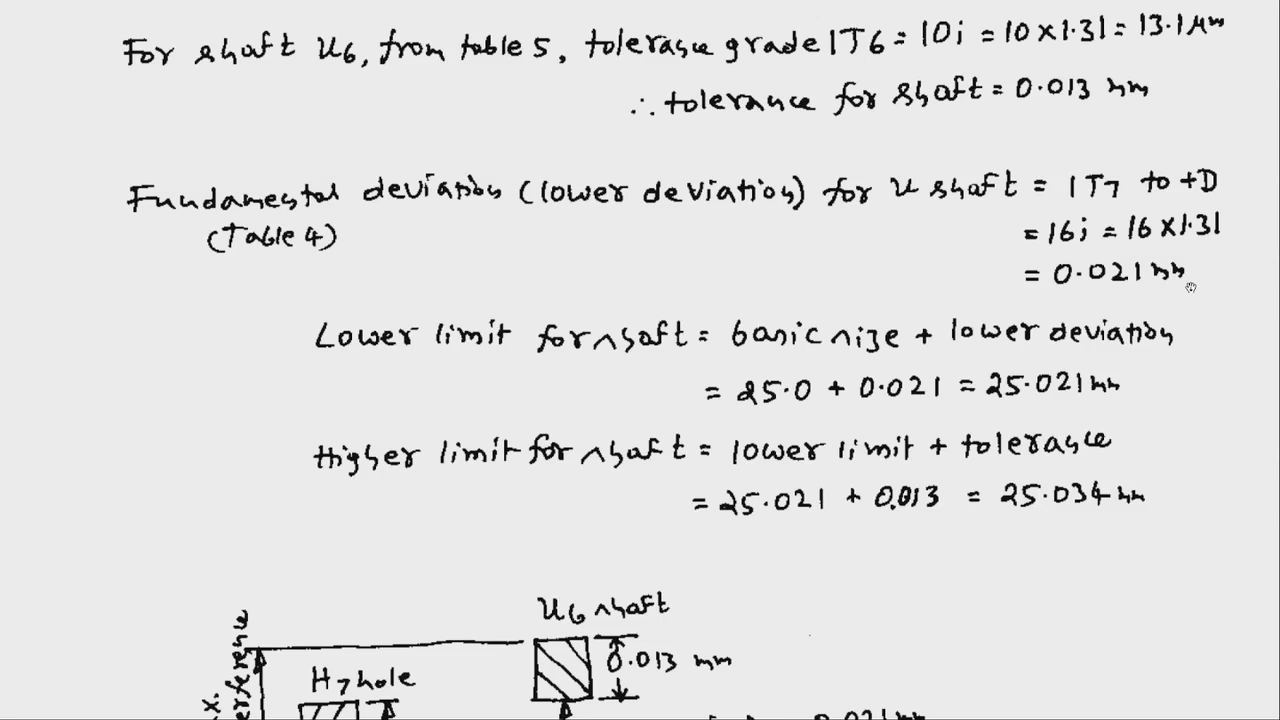 For shaft u6, from table 5, tolerance grade IT6 = 10i = 10 x 1.31 = 13.1 μm
∴ tolerance for shaft = 0.013 mm
Fundamental deviation (lower deviation) for u shaft = IT7 to +D
(Table 4)
= 16i = 16 x 1.31
= 0.021 mm
Lower limit for shaft = basic size + lower deviation
= 25.0 + 0.021 = 25.021 mm
Higher limit for shaft = lower limit + tolerance
= 25.021 + 0.013 = 25.034 mm
u6 shaft
0.013 mm
H7 hole